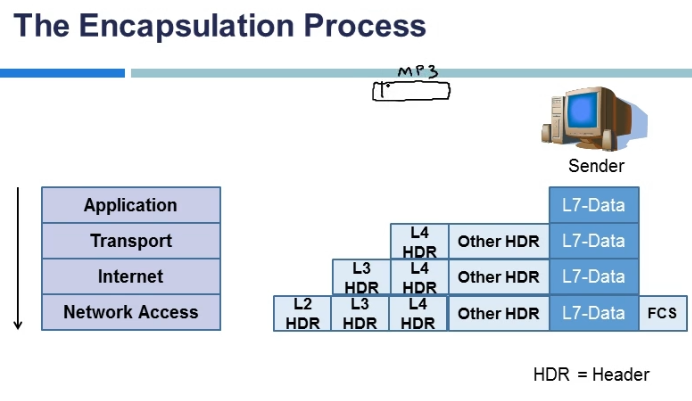 The Encapsulation Process
MP3
Sender
Application
L7-Data
Transport
L4 HDR
Other HDR
L7-Data
Internet
L3 HDR
L4 HDR
Other HDR
L7-Data
Network Access
L2 HDR
L3 HDR
L4 HDR
Other HDR
L7-Data
FCS
HDR = Header